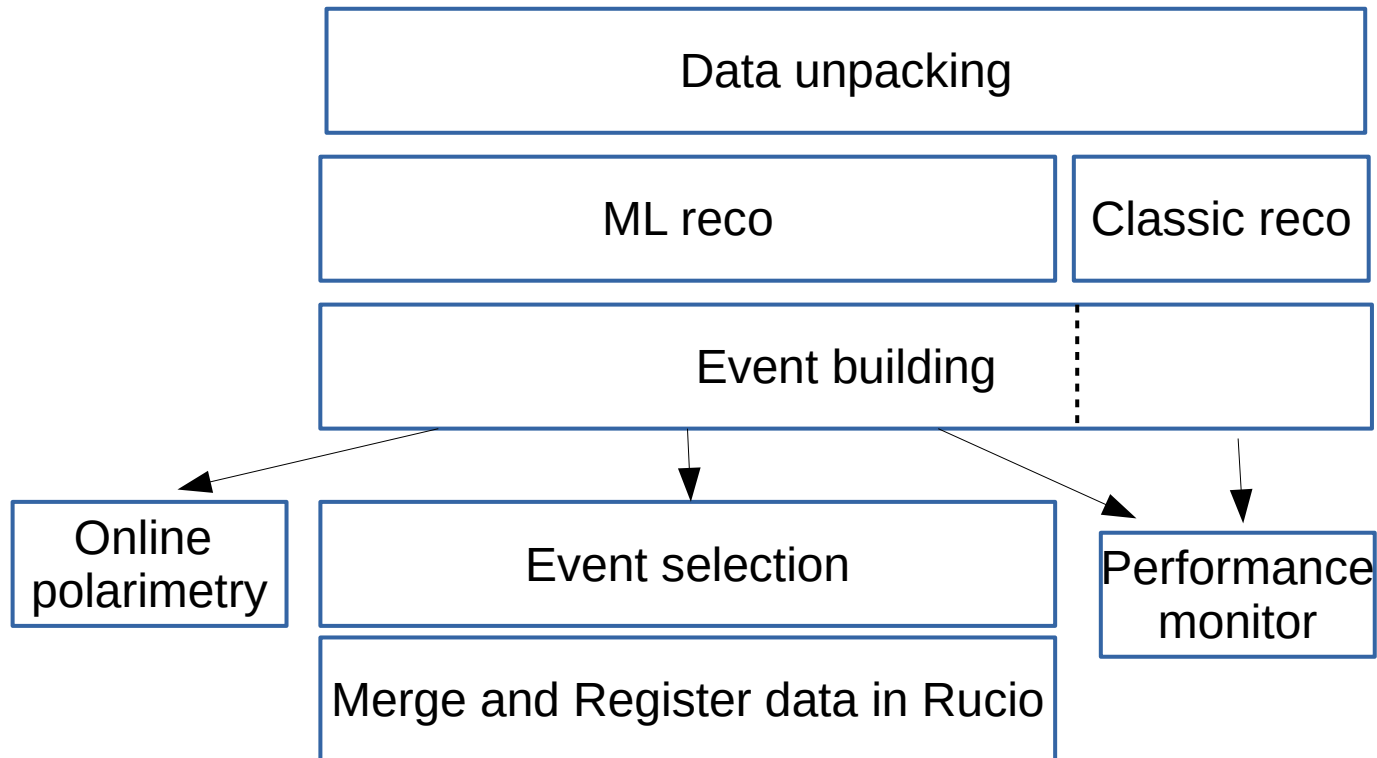 Data unpacking
ML reco
Classic reco
Event building
Online
polarimetry
Event selection
Performance
monitor
Merge and Register data in Rucio